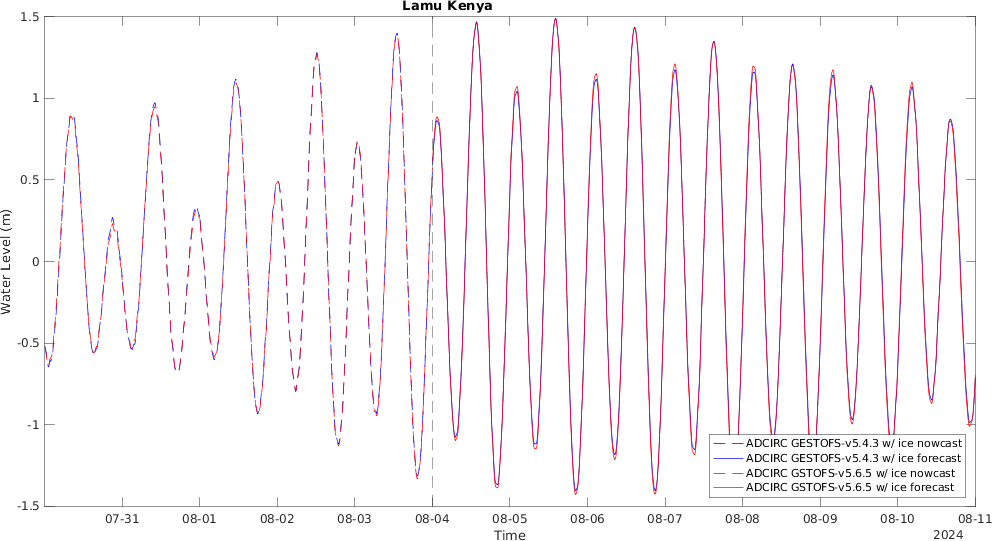 Lamu Kenya
1.5
1
0.5
0
-0.5
-1
-1.5
Water Level (m)
07-31 08-01 08-02 08-03 08-04 08-05 08-06 08-07 08-08 08-09 08-10 08-11
Time
2024
ADCIRC GESTOFS-v5.4.3 w/ ice nowcast
ADCIRC GESTOFS-v5.4.3 w/ ice forecast
ADCIRC GSTOFS-v5.6.5 w/ ice nowcast
ADCIRC GSTOFS-v5.6.5 w/ ice forecast